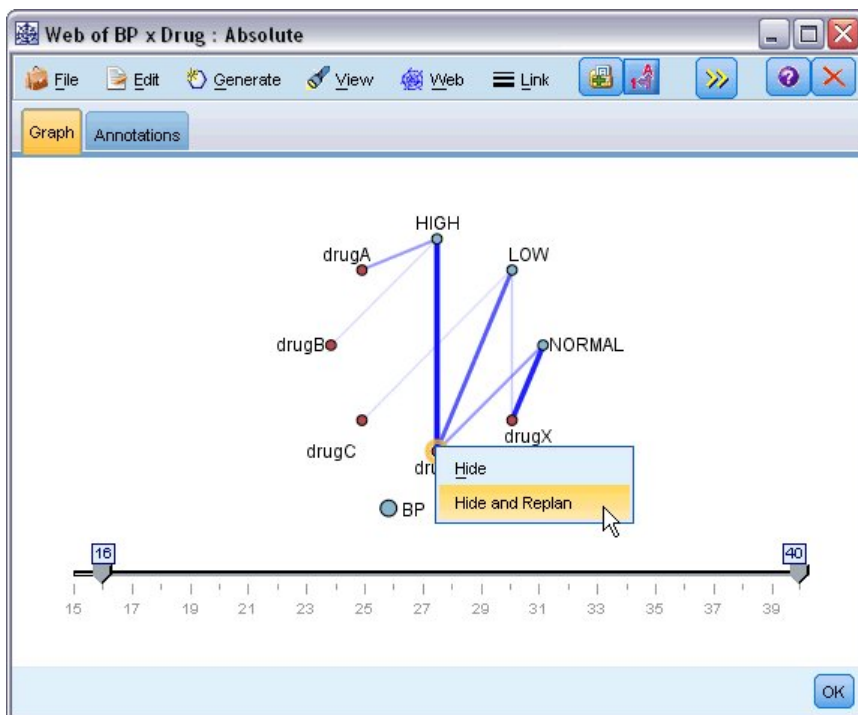 Web of BP x Drug : Absolute
File Edit Generate View Web Link
Graph Annotations
HIGH
drugA
LOW
drugB
NORMAL
drugC
drugX
Hide
Hide and Replan
BP
16 40
15 17 19 21 23 25 27 29 31 33 35 37 39
OK